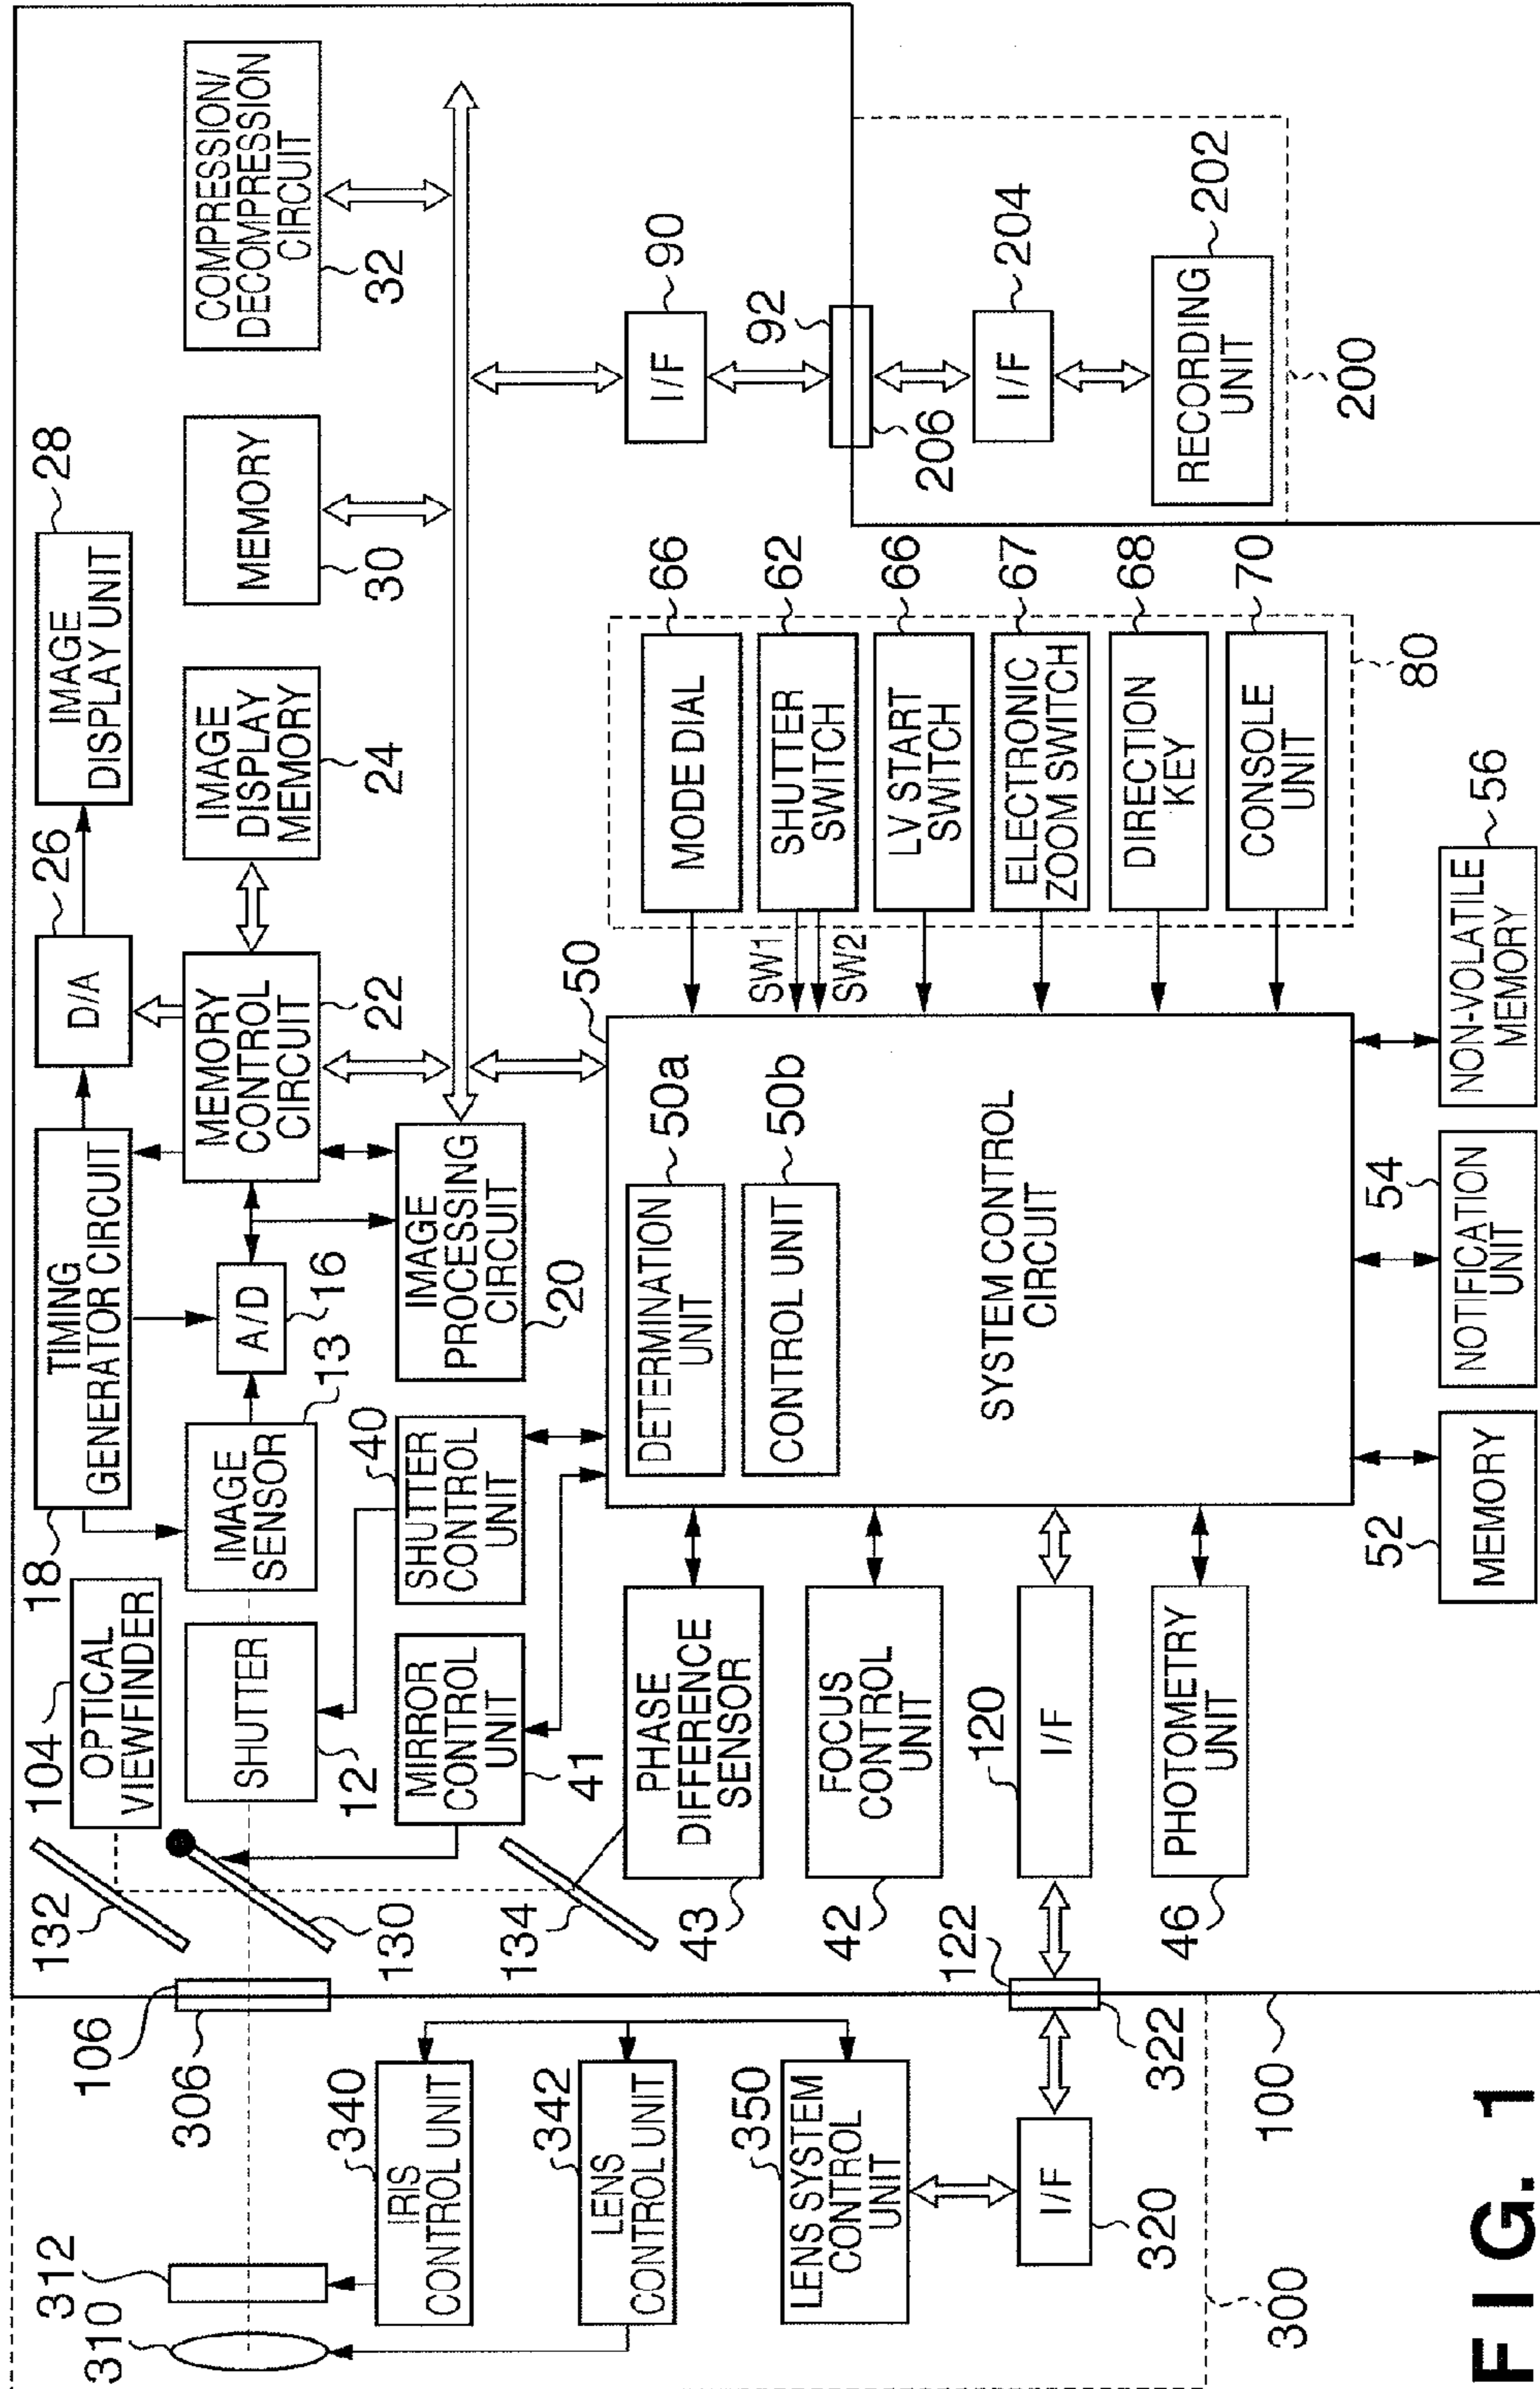 104
OPTICAL
VIEWFINDER
18
TIMING
GENERATOR CIRCUIT
26
D/A
28
IMAGE
DISPLAY UNIT
132
106
306
312
310
130
SHUTTER
12
IMAGE
SENSOR
13
A/D
16
MEMORY
CONTROL
CIRCUIT
22
IMAGE
DISPLAY
MEMORY
24
MEMORY
30
COMPRESSION/
DECOMPRESSION
CIRCUIT
32
340
IRIS
CONTROL UNIT
MIRROR
CONTROL
UNIT
41
40
SHUTTER
CONTROL
UNIT
IMAGE
PROCESSING
CIRCUIT
20
342
LENS
CONTROL UNIT
134
PHASE
DIFFERENCE
SENSOR
43
FOCUS
CONTROL
UNIT
42
350
LENS SYSTEM
CONTROL
UNIT
I/F
320
322
122
120
I/F
PHOTOMETRY
UNIT
46
50
DETERMINATION
UNIT
50a
CONTROL UNIT
50b
SYSTEM CONTROL
CIRCUIT
SW1
SW2
MODE DIAL
66
SHUTTER
SWITCH
62
LV START
SWITCH
66
ELECTRONIC
ZOOM SWITCH
67
DIRECTION
KEY
68
CONSOLE
UNIT
70
80
I/F
90
92
206
I/F
204
RECORDING
UNIT
202
200
52
MEMORY
54
NOTIFICATION
UNIT
NON-VOLATILE
MEMORY
56
300
100
FIG. 1